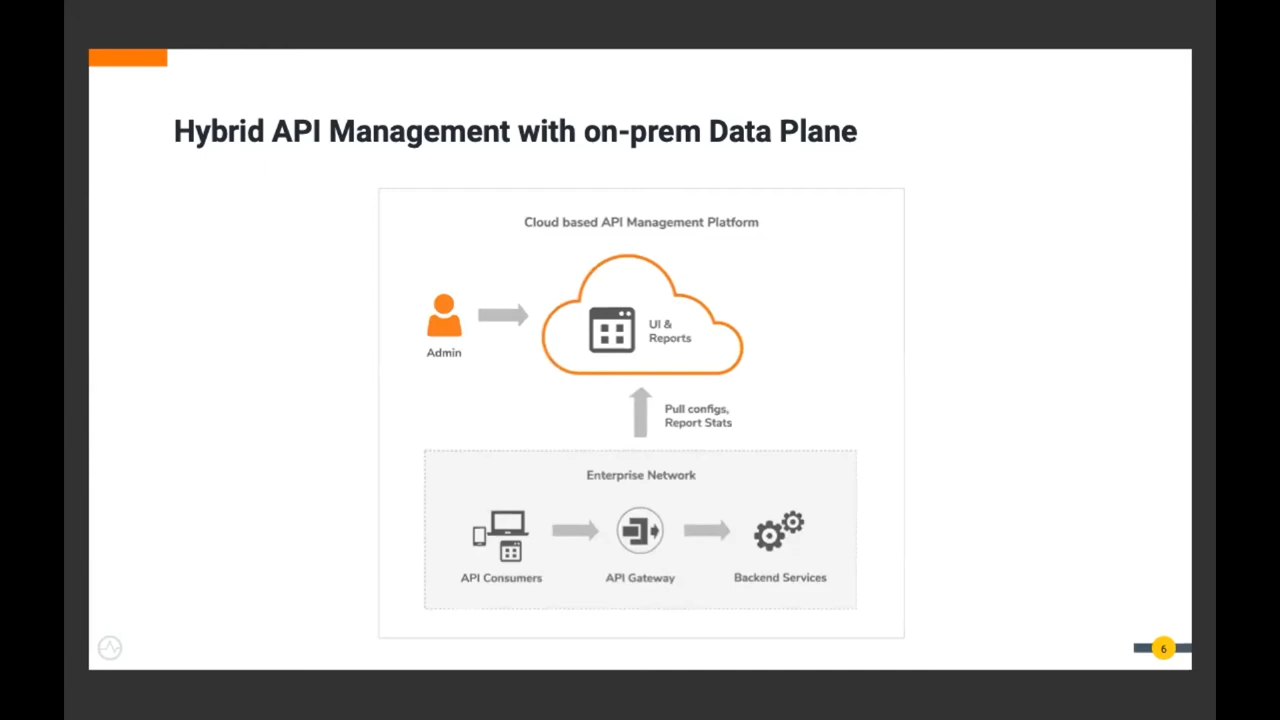 Hybrid API Management with on-prem Data Plane
Cloud based API Management Platform
UI &
Reports
Admin
Pull configs,
Report Stats
Enterprise Network
API Consumers
API Gateway
Backend Services
6